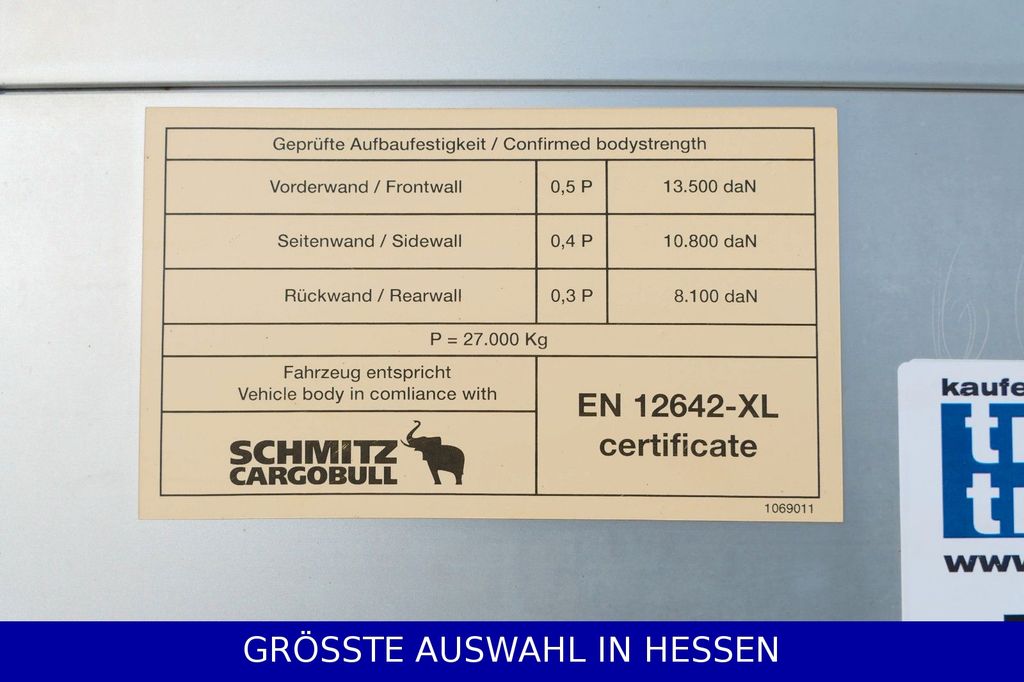 Geprüfte Aufbaufestigkeit / Confirmed bodystrength
Vorderwand / Frontwall 0,5 P 13.500 daN
Seitenwand / Sidewall 0,4 P 10.800 daN
Rückwand / Rearwall 0,3 P 8.100 daN
P = 27.000 Kg
Fahrzeug entspricht
Vehicle body in comliance with
EN 12642-XL
certificate
SCHMITZ
CARGOBULL
1069011
GRÖSSTE AUSWAHL IN HESSEN